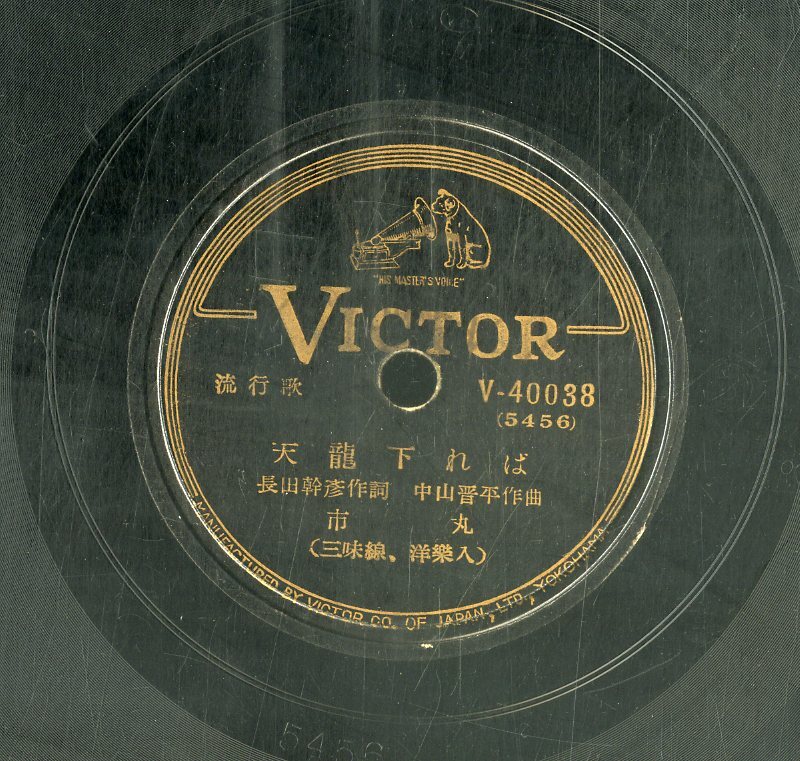 "HIS MASTER'S VOICE"
VICTOR
流行歌
V-40038
(5456)
天龍下れば
長田幹彦作詞 中山晋平作曲
市丸
(三味線、洋樂入)
MANUFACTURED BY VICTOR CO. OF JAPAN, LTD., YOKOHAMA
5456